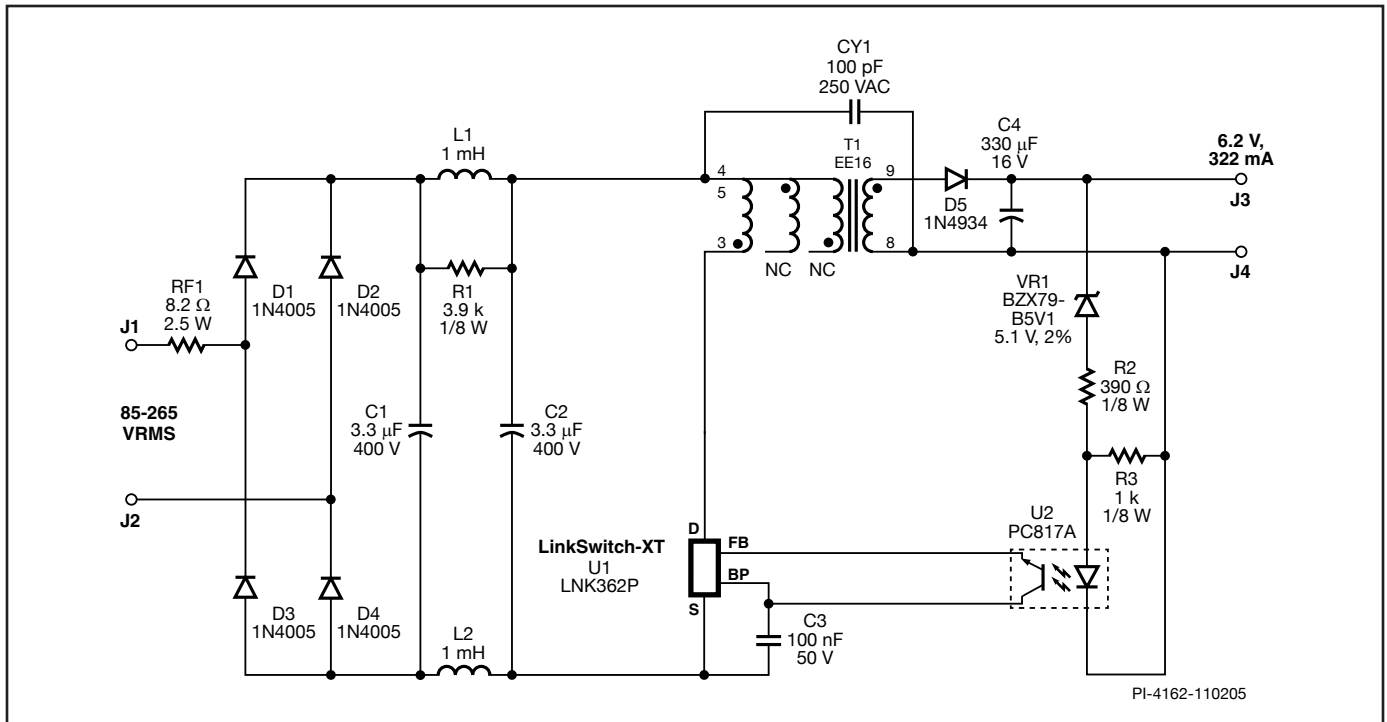 CY1
100 pF
250 VAC
L1
1 mH
T1
EE16
C4
330 μF
16 V
6.2 V,
322 mA
4
5
3
9
8
NC
NC
D5
1N4934
J3
J4
RF1
8.2 Ω
2.5 W
D1
1N4005
D2
1N4005
R1
3.9 k
1/8 W
VR1
BZX79-
B5V1
5.1 V, 2%
J1
85-265
VRMS
J2
C1
3.3 μF
400 V
C2
3.3 μF
400 V
R2
390 Ω
1/8 W
R3
1 k
1/8 W
LinkSwitch-XT
U1
LNK362P
D
FB
BP
S
U2
PC817A
D3
1N4005
D4
1N4005
L2
1 mH
C3
100 nF
50 V
PI-4162-110205